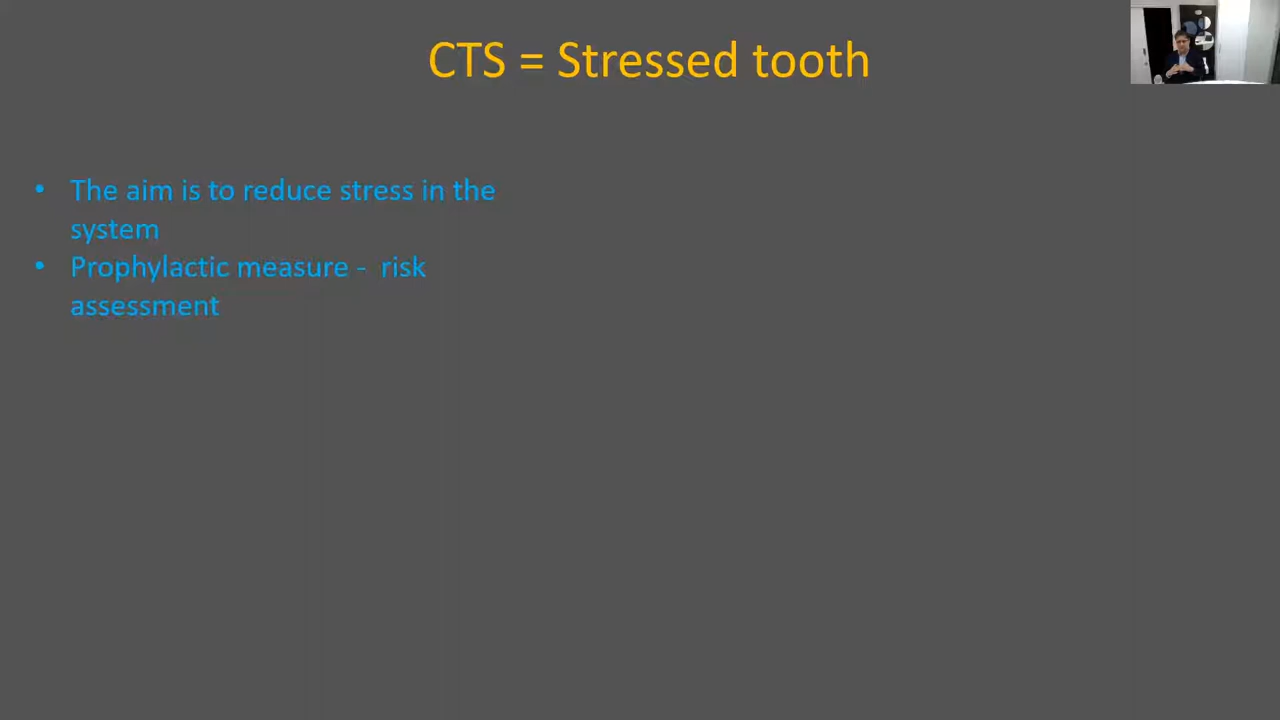 CTS = Stressed tooth
• The aim is to reduce stress in the
system
• Prophylactic measure - risk
assessment